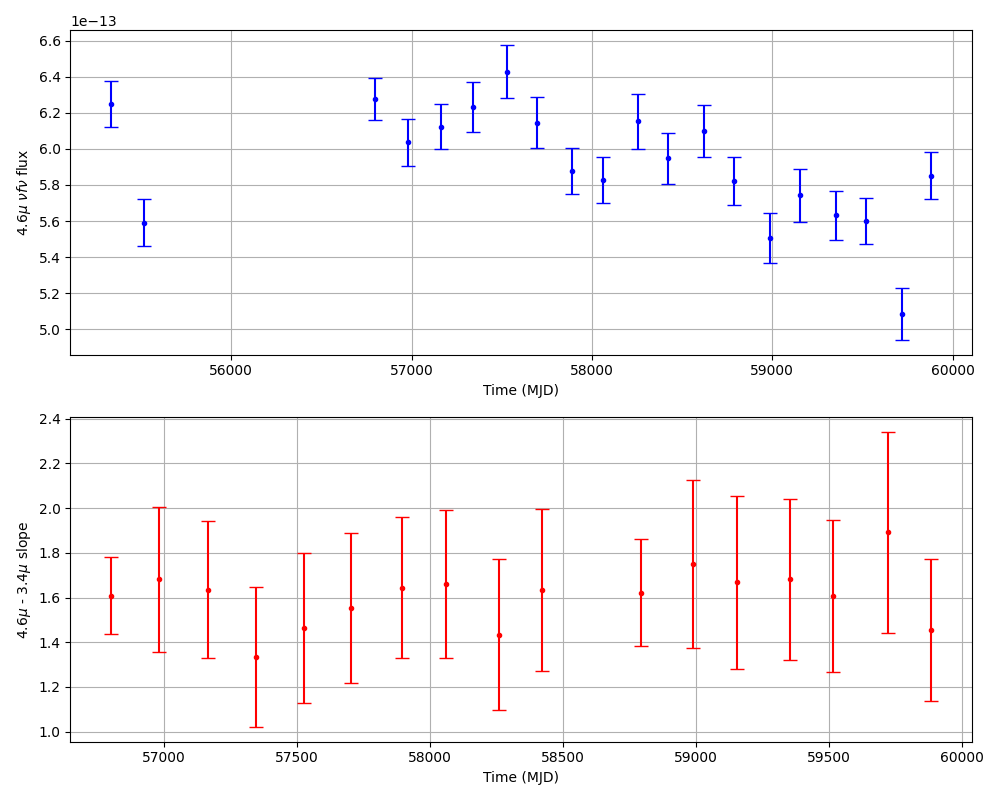 1e−13
6.6
6.4
6.2
6.0
5.8
5.6
5.4
5.2
5.0
4.6μ νfν flux
56000 57000 58000 59000 60000
Time (MJD)
2.4
2.2
2.0
1.8
1.6
1.4
1.2
1.0
4.6μ - 3.4μ slope
57000 57500 58000 58500 59000 59500 60000
Time (MJD)